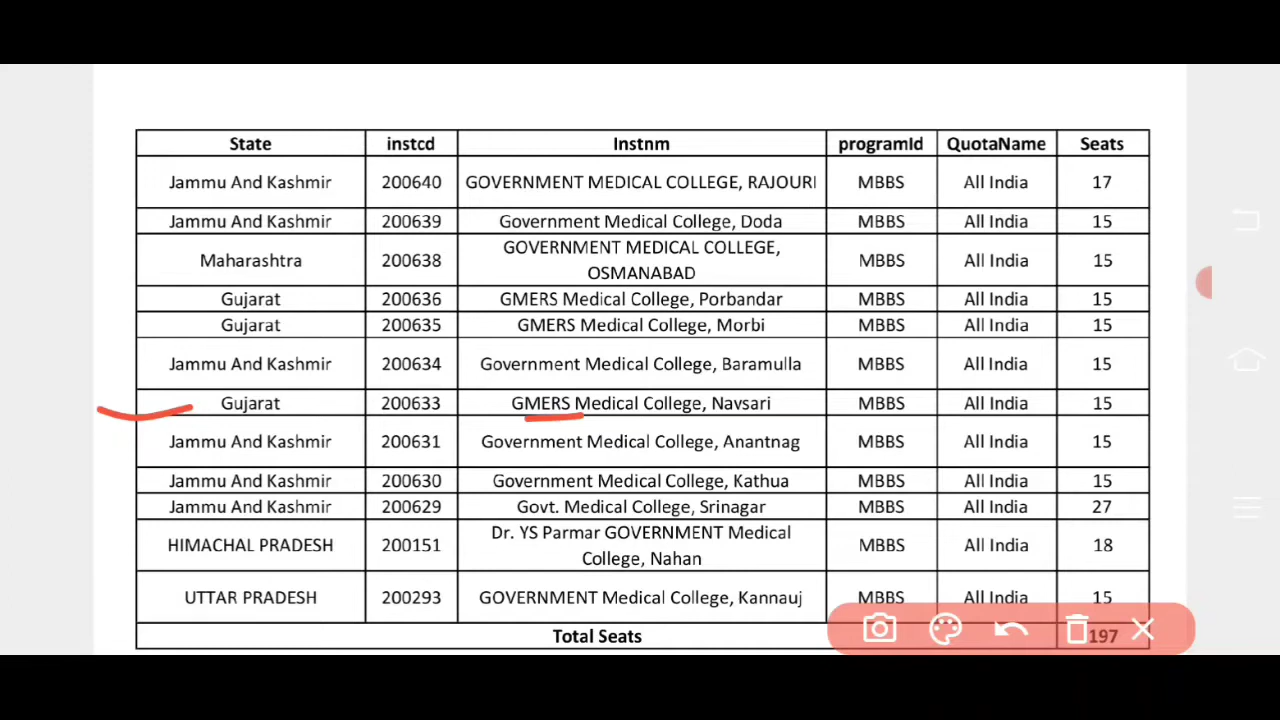 State instcd Instnm programId QuotaName Seats
Jammu And Kashmir 200640 GOVERNMENT MEDICAL COLLEGE, RAJOURI MBBS All India 17
Jammu And Kashmir 200639 Government Medical College, Doda MBBS All India 15
Maharashtra 200638 GOVERNMENT MEDICAL COLLEGE,
OSMANABAD MBBS All India 15
Gujarat 200636 GMERS Medical College, Porbandar MBBS All India 15
Gujarat 200635 GMERS Medical College, Morbi MBBS All India 15
Jammu And Kashmir 200634 Government Medical College, Baramulla MBBS All India 15
Gujarat 200633 GMERS Medical College, Navsari MBBS All India 15
Jammu And Kashmir 200631 Government Medical College, Anantnag MBBS All India 15
Jammu And Kashmir 200630 Government Medical College, Kathua MBBS All India 15
Jammu And Kashmir 200629 Govt. Medical College, Srinagar MBBS All India 27
HIMACHAL PRADESH 200151 Dr. YS Parmar GOVERNMENT Medical
College, Nahan MBBS All India 18
UTTAR PRADESH 200293 GOVERNMENT Medical College, Kannauj MBBS All India 15
Total Seats 197